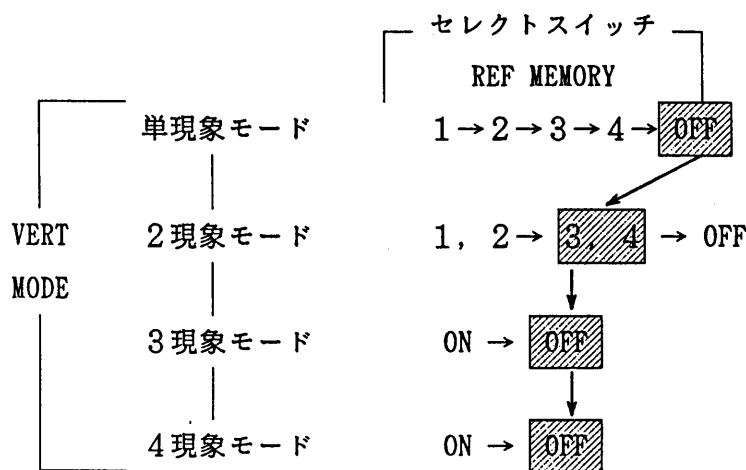 セレクトスイッチ
REF MEMORY
単現象モード 1→2→3→4→ OFF
VERT 2現象モード 1, 2→ 3, 4 → OFF
MODE
3現象モード ON → OFF
4現象モード ON → OFF